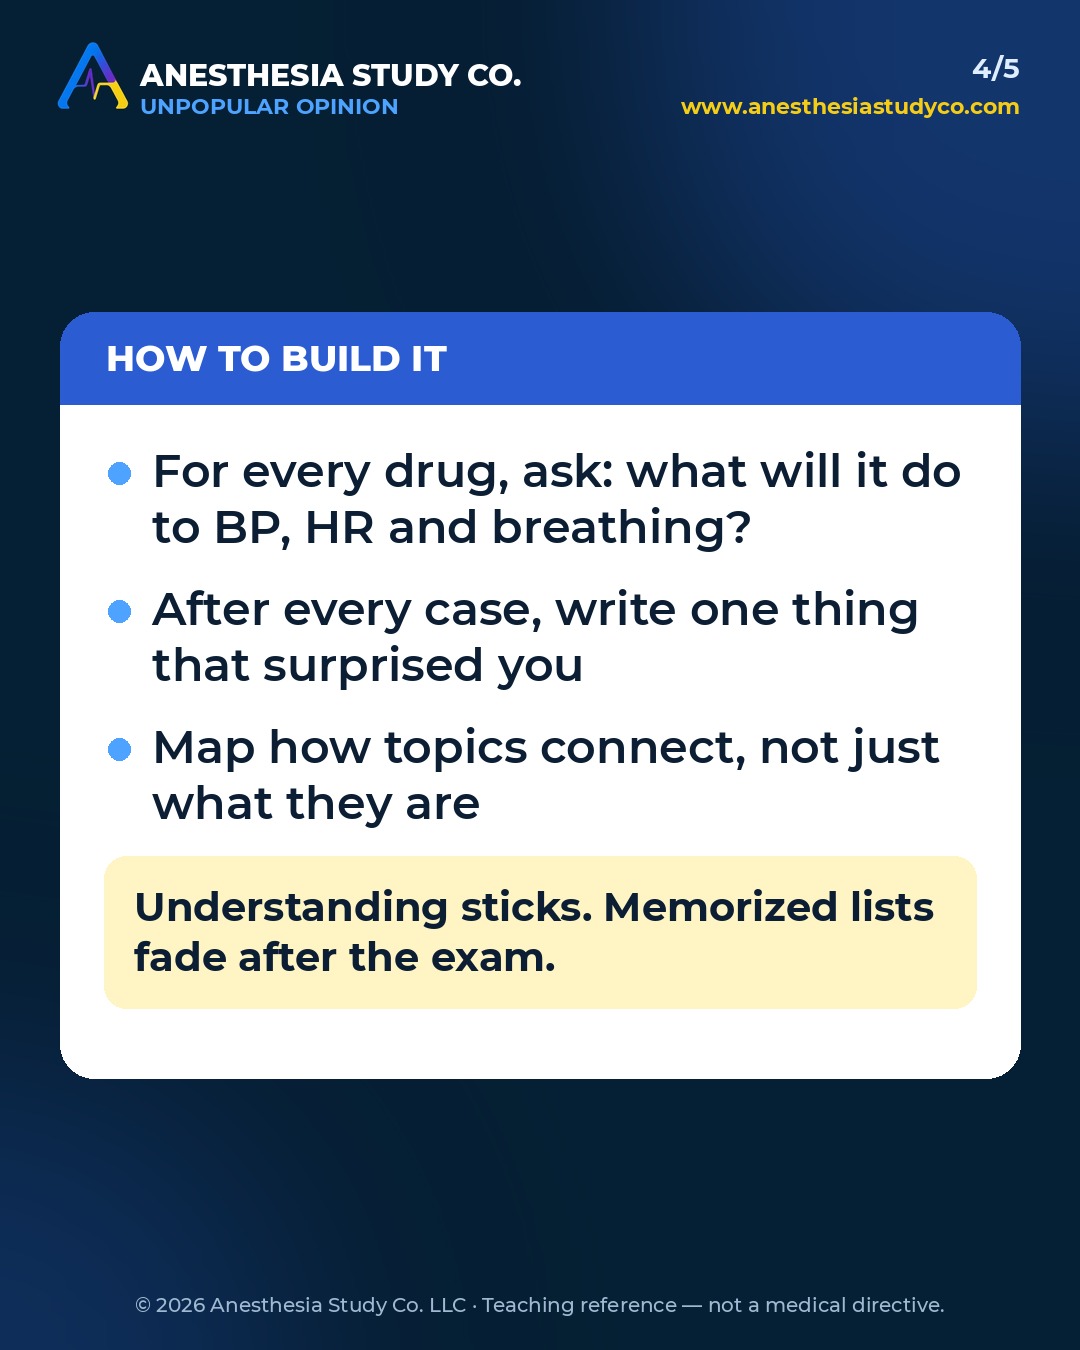 ANESTHESIA STUDY CO.
UNPOPULAR OPINION
4/5
www.anesthesiastudyco.com
HOW TO BUILD IT
For every drug, ask: what will it do
to BP, HR and breathing?
After every case, write one thing
that surprised you
Map how topics connect, not just
what they are
Understanding sticks. Memorized lists
fade after the exam.
© 2026 Anesthesia Study Co. LLC · Teaching reference — not a medical directive.